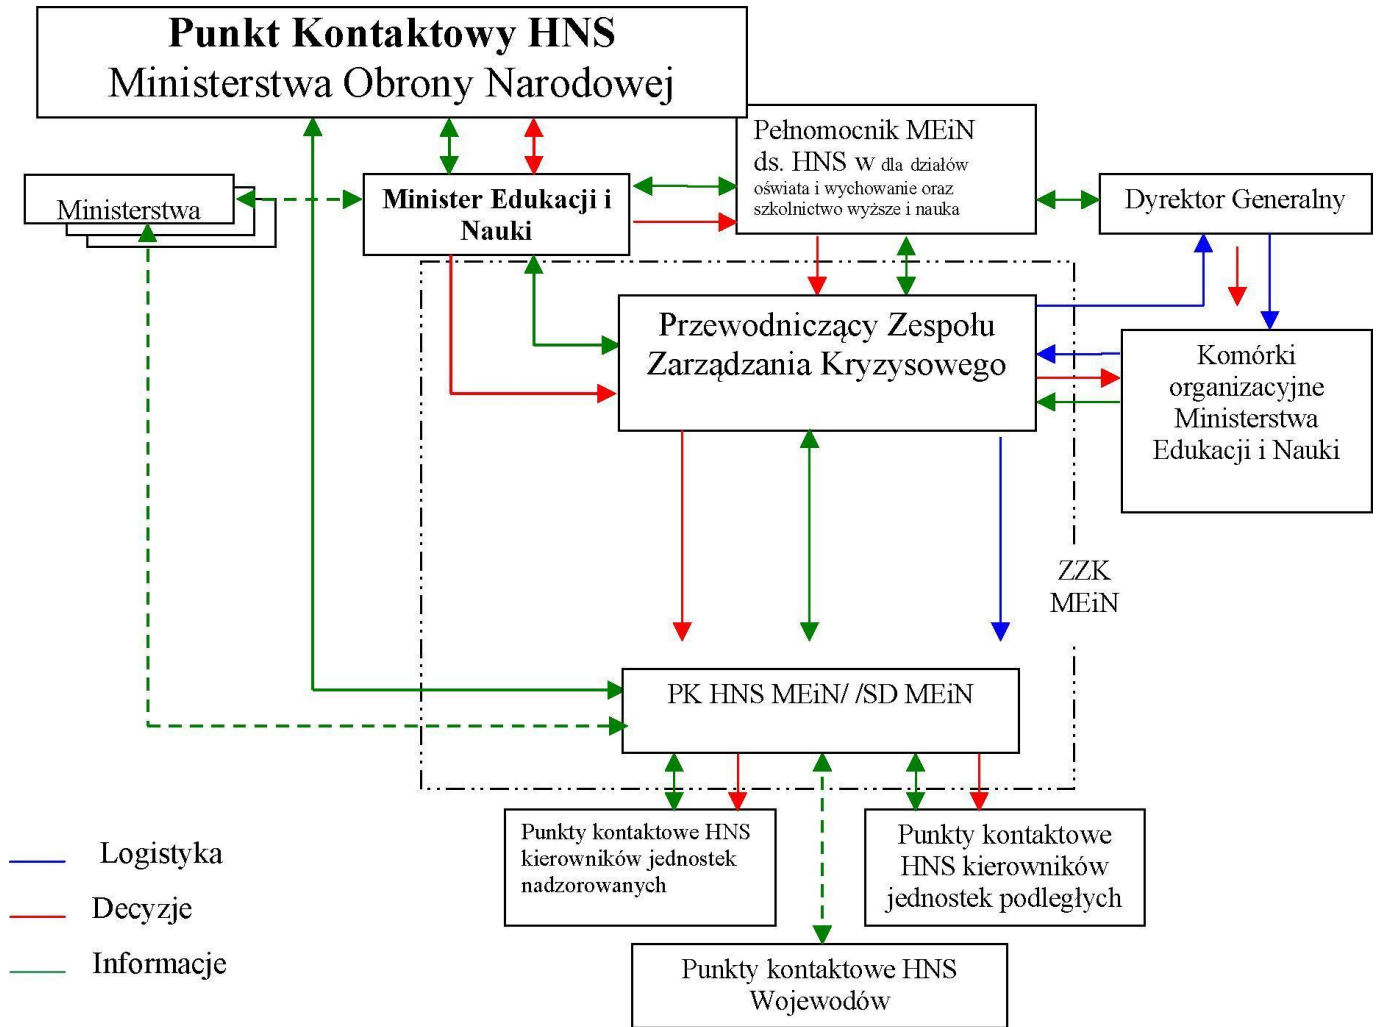 Punkt Kontaktowy HNS
Ministerstwa Obrony Narodowej
Pełnomocnik MEiN
ds. HNS w dla działów
oświata i wychowanie oraz
szkolnictwo wyższe i nauka
Ministerstwa
Minister Edukacji i
Nauki
Dyrektor Generalny
Przewodniczący Zespołu
Zarządzania Kryzysowego
Komórki
organizacyjne
Ministerstwa
Edukacji i Nauki
ZZK
MEiN
PK HNS MEiN/ /SD MEiN
Punkty kontaktowe HNS
kierowników jednostek
nadzorowanych
Punkty kontaktowe
HNS kierowników
jednostek podległych
Punkty kontaktowe HNS
Wojewodów
Logistyka
Decyzje
Informacje